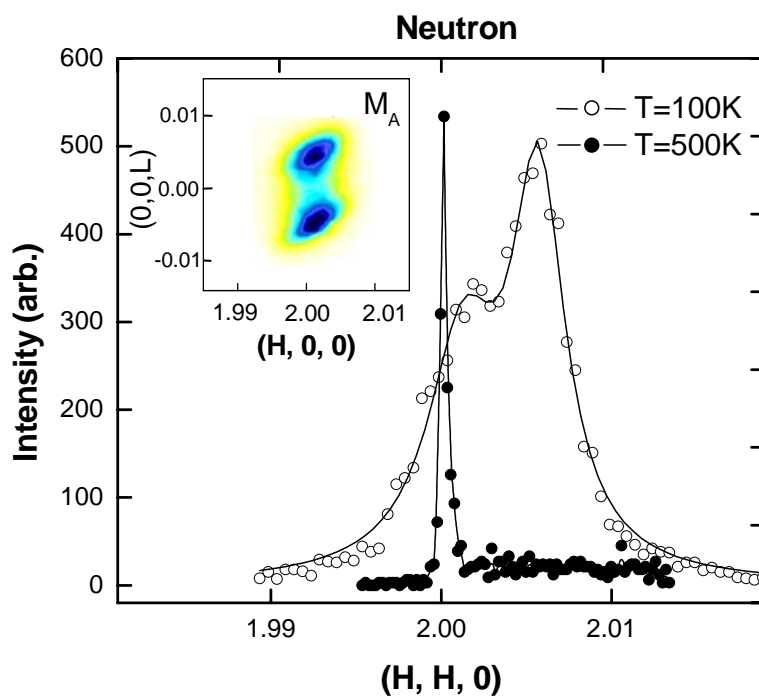 Neutron
600
500
400
300
200
100
0
Intensity (arb.)
1.99
2.00
2.01
(H, H, 0)
T=100K
T=500K
M_A
0.01
0.00
-0.01
(0,0,L)
1.99
2.00
2.01
(H, 0, 0)